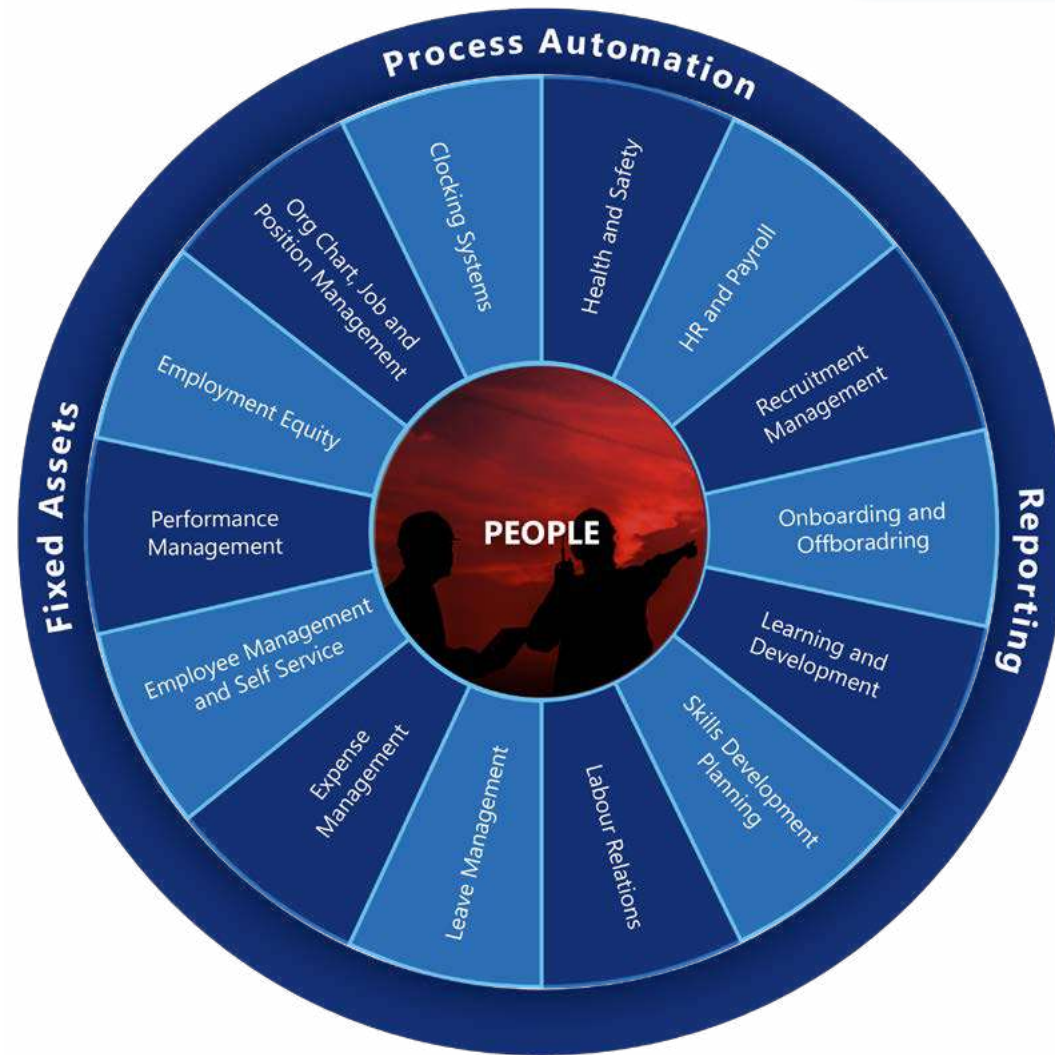 Process Automation
Health and Safety
HR and Payroll
Recruitment
Management
Onboarding and
Offboradring
Learning and
Development
Skills Development
Planning
Labour Relations
Leave Management
Expense
Management
Employee Management
and Self Service
Performance
Management
Employment Equity
Org Chart, Job and
Position Management
Clocking Systems
PEOPLE
Fixed Assets
Reporting